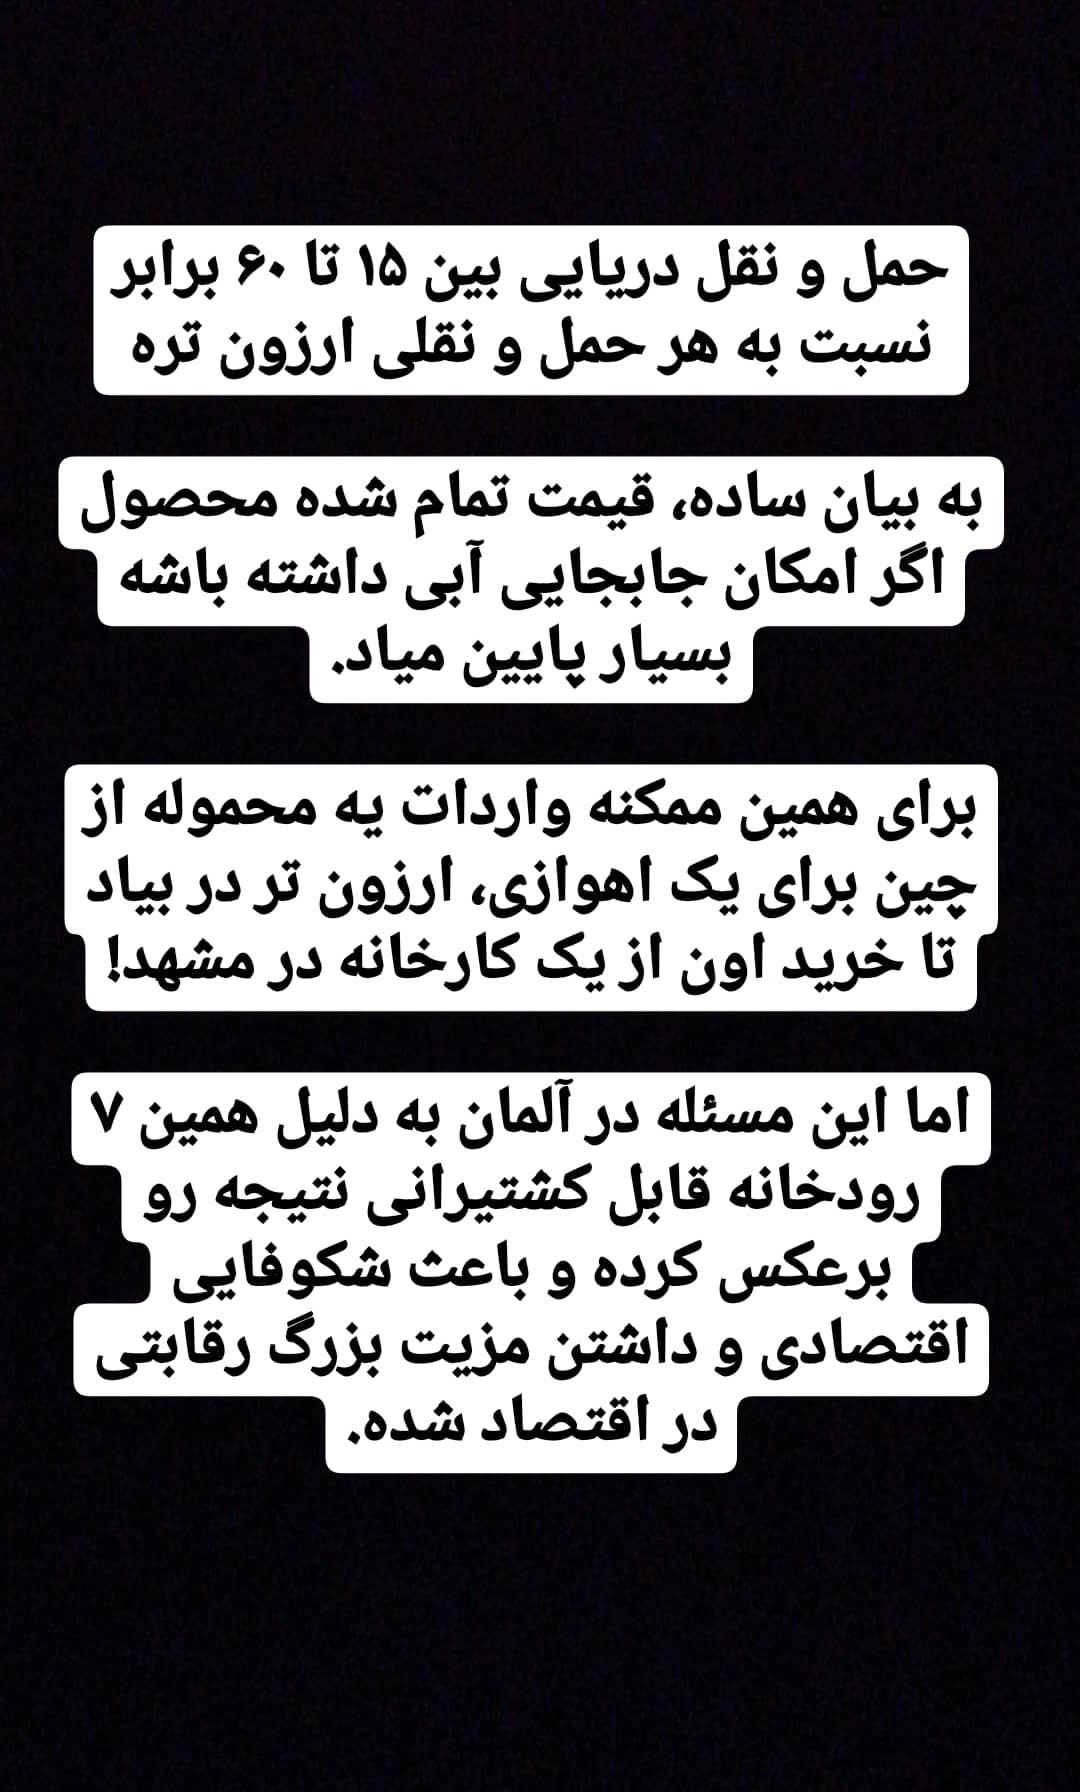 حمل و نقل دریایی بین ۱۵ تا ۶۰ برابر
نسبت به هر حمل و نقلی ارزون تره
به بیان ساده، قیمت تمام شده محصول
اگر امکان جابجایی آبی داشته باشه
بسیار پایین میاد.
برای همین ممکنه واردات یه محموله از
چین برای یک اهوازی، ارزون تر در بیاد
تا خرید اون از یک کارخانه در مشهد!
اما این مسئله در آلمان به دلیل همین ۷
رودخانه قابل کشتیرانی نتیجه رو
برعکس کرده و باعث شکوفایی
اقتصادی و داشتن مزیت بزرگ رقابتی
در اقتصاد شده.